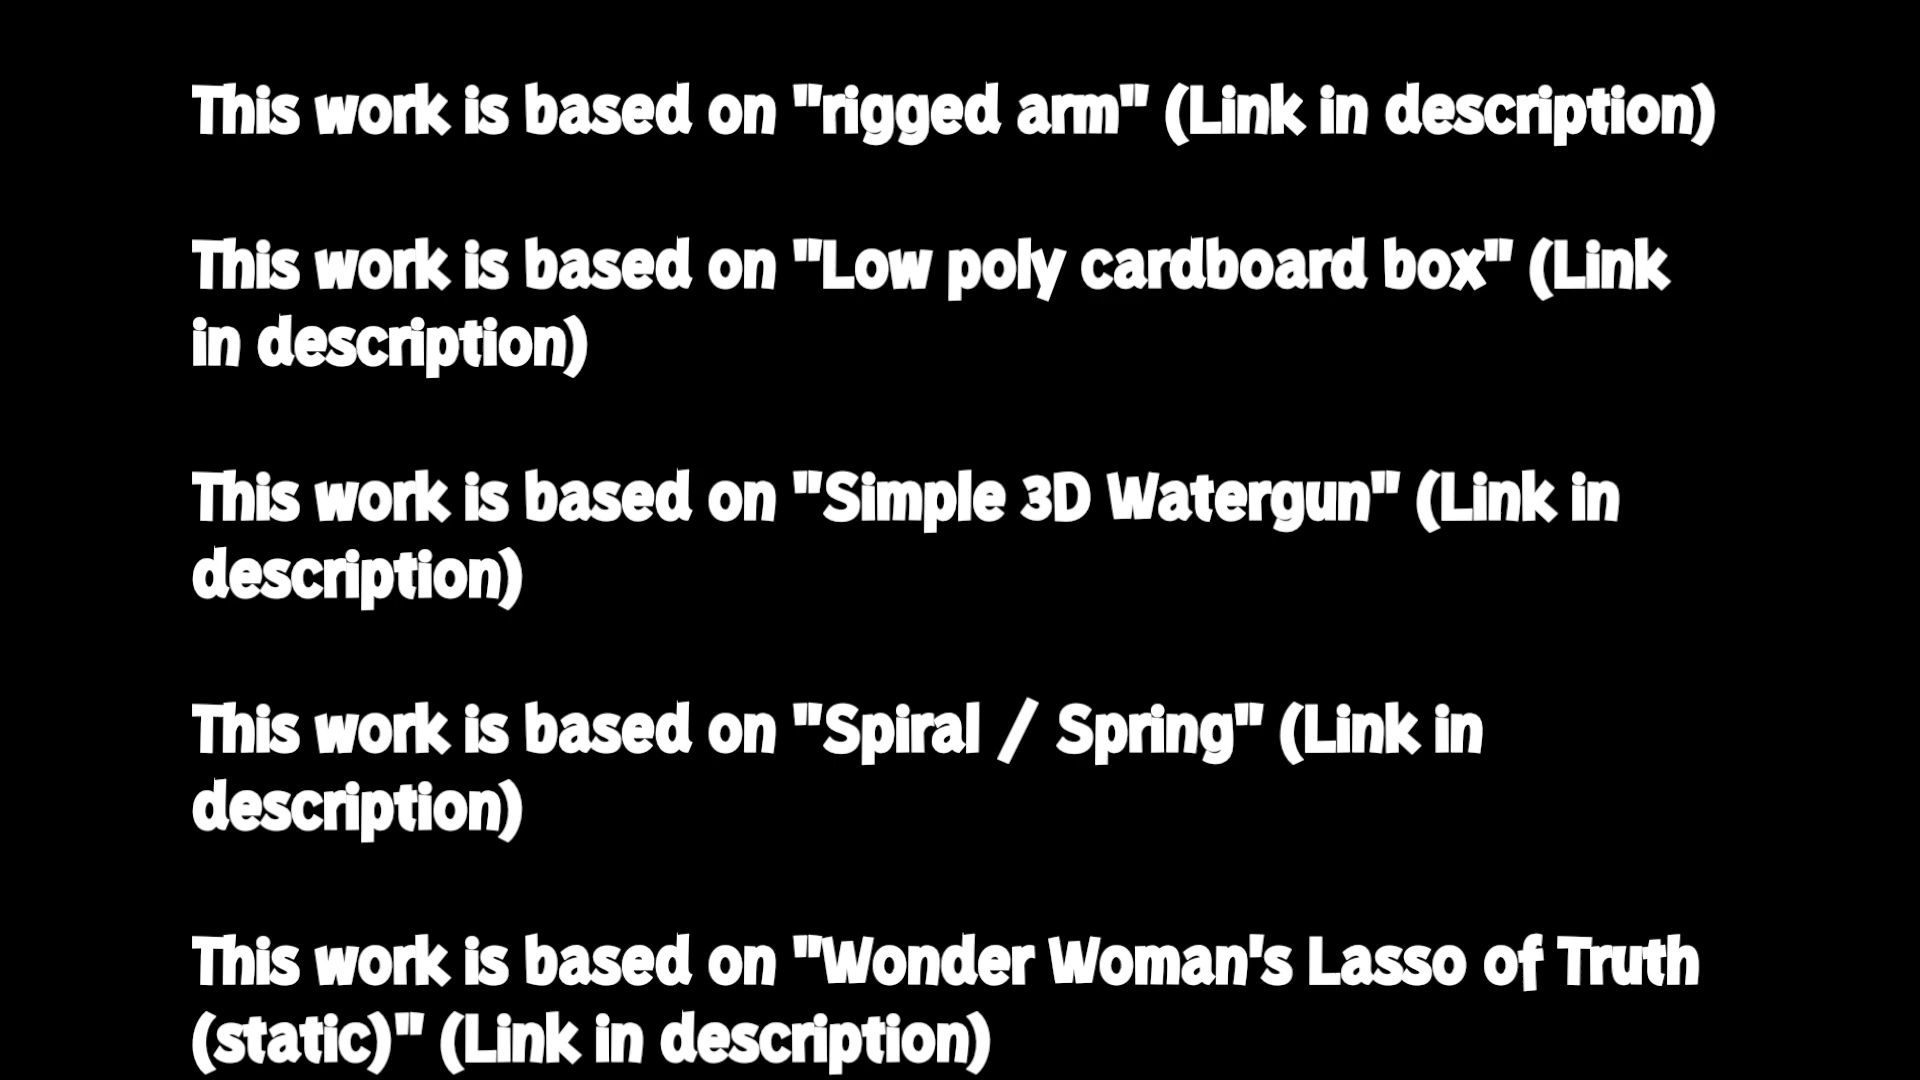 This work is based on "rigged arm" (Link in description)
This work is based on "Low poly cardboard box" (Link
in description)
This work is based on "Simple 3D Watergun" (Link in
description)
This work is based on "Spiral / Spring" (Link in
description)
This work is based on "Wonder Woman's Lasso of Truth
(static)" (Link in description)